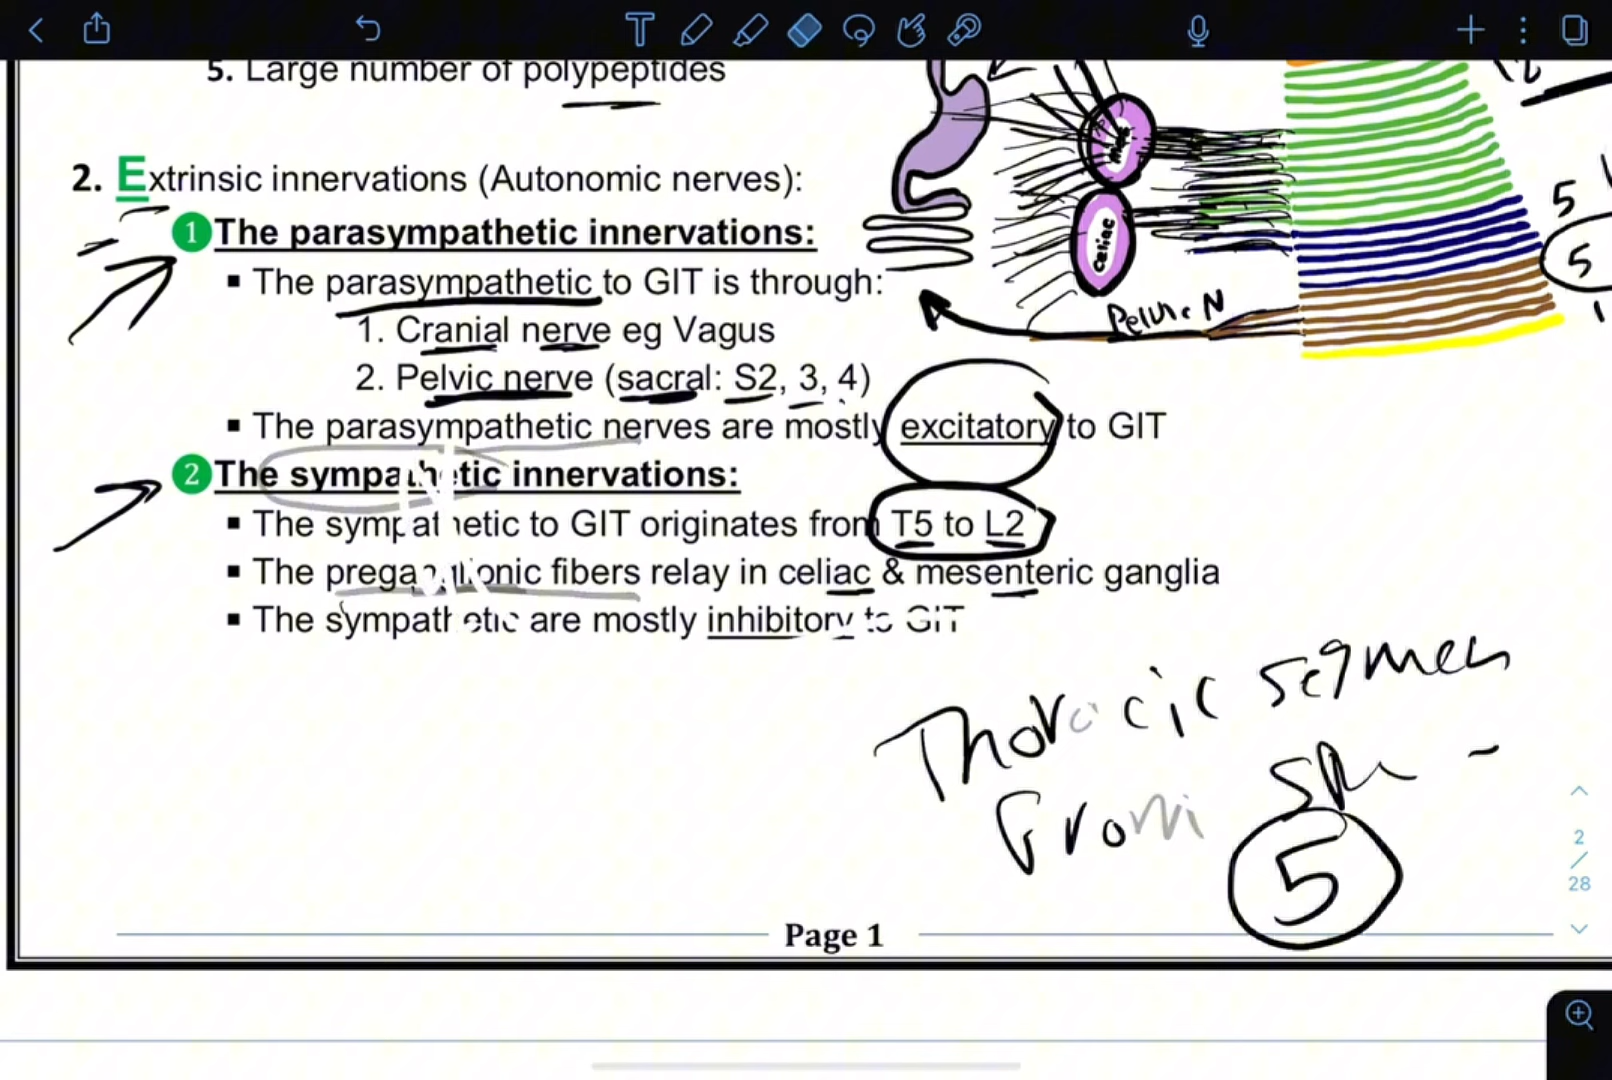 5. Large number of polypeptides
2. Extrinsic innervations (Autonomic nerves):
1 The parasympathetic innervations:
▪ The parasympathetic to GIT is through:
1. Cranial nerve eg Vagus
2. Pelvic nerve (sacral: S2, 3, 4)
▪ The parasympathetic nerves are mostly excitatory to GIT
2 The sympathetic innervations:
▪ The sympathetic to GIT originates from T5 to L2
▪ The preganglionic fibers relay in celiac & mesenteric ganglia
▪ The sympathetic are mostly inhibitory to GIT
Celiac
Pelvic N
5
5
Thoracic segmen
From
5
Page 1
2
/
28